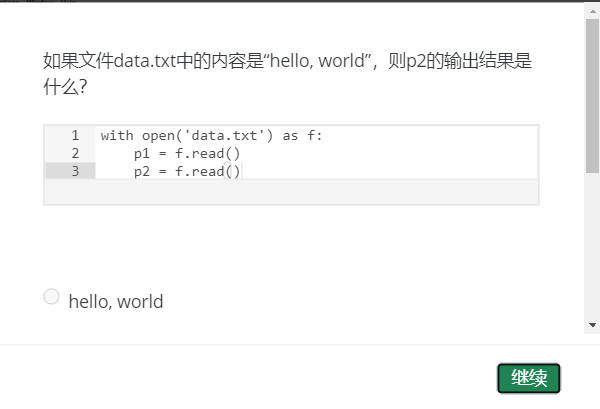 如果文件data.txt中的内容是“hello, world”，则p2的输出结果是
什么?
1 with open('data.txt') as f:
2 p1 = f.read()
3 p2 = f.read()
hello, world
继续